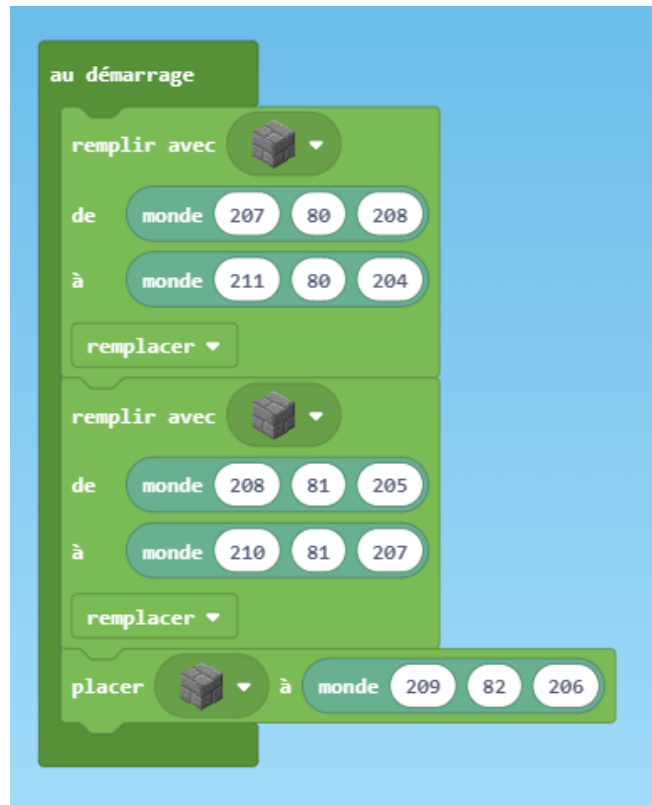 au démarrage
remplir avec
de monde 207 80 208
à monde 211 80 204
remplacer
remplir avec
de monde 208 81 205
à monde 210 81 207
remplacer
placer à monde 209 82 206